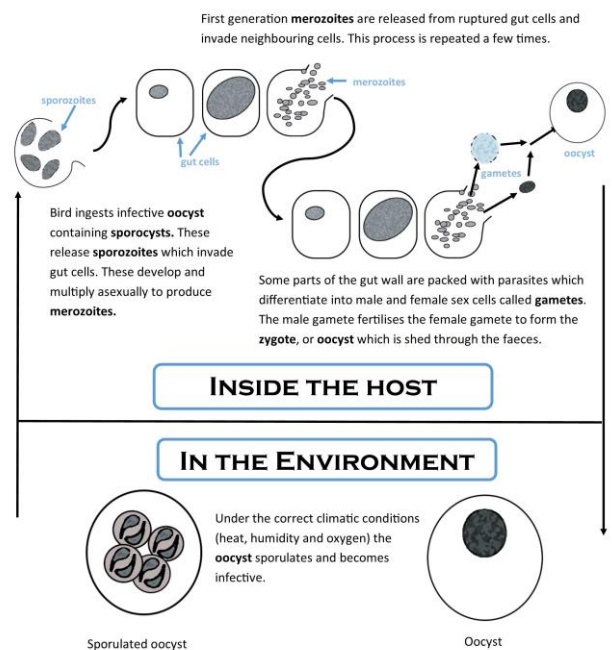 First generation merozoites are released from ruptured gut cells and
invade neighbouring cells. This process is repeated a few times.
merozoites
sporozoites
gut cells
gametes
oocyst
Bird ingests infective oocyst
containing sporocysts. These
release sporozoites which invade
gut cells. These develop and
multiply asexually to produce
merozoites.
Some parts of the gut wall are packed with parasites which
differentiate into male and female sex cells called gametes.
The male gamete fertilises the female gamete to form the
zygote, or oocyst which is shed through the faeces.
INSIDE THE HOST
IN THE ENVIRONMENT
Under the correct climatic conditions
(heat, humidity and oxygen) the
oocyst sporulates and becomes
infective.
Sporulated oocyst
Oocyst